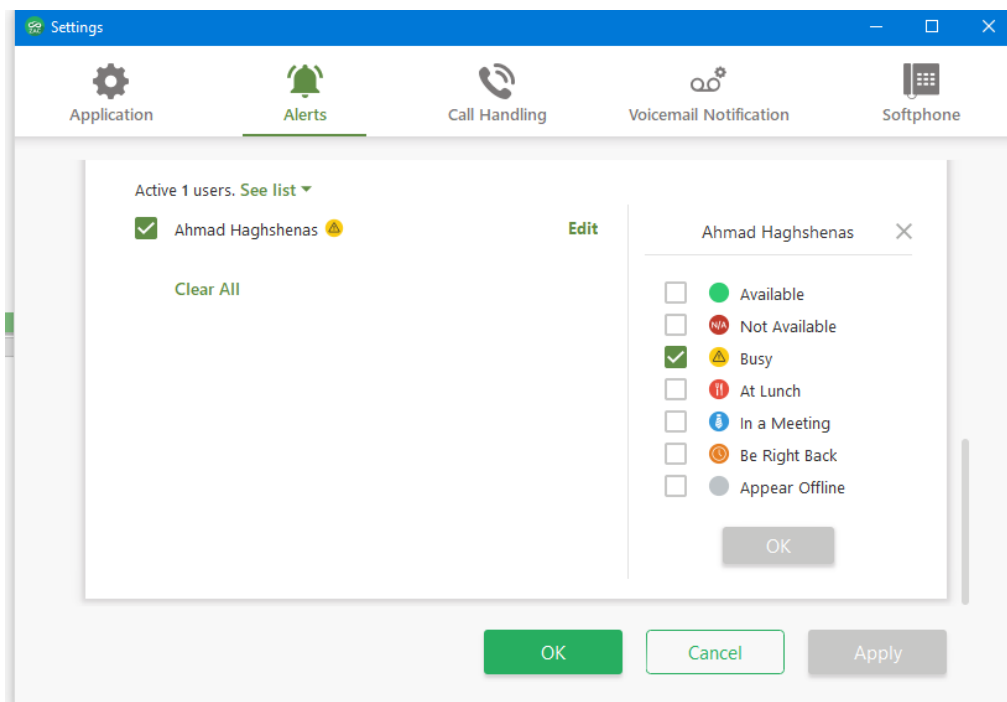 Settings
Application
Alerts
Call Handling
Voicemail Notification
Softphone
Active 1 users. See list
Ahmad Haghshenas
Edit
Clear All
Ahmad Haghshenas
Available
N/A Not Available
Busy
At Lunch
In a Meeting
Be Right Back
Appear Offline
OK
OK
Cancel
Apply